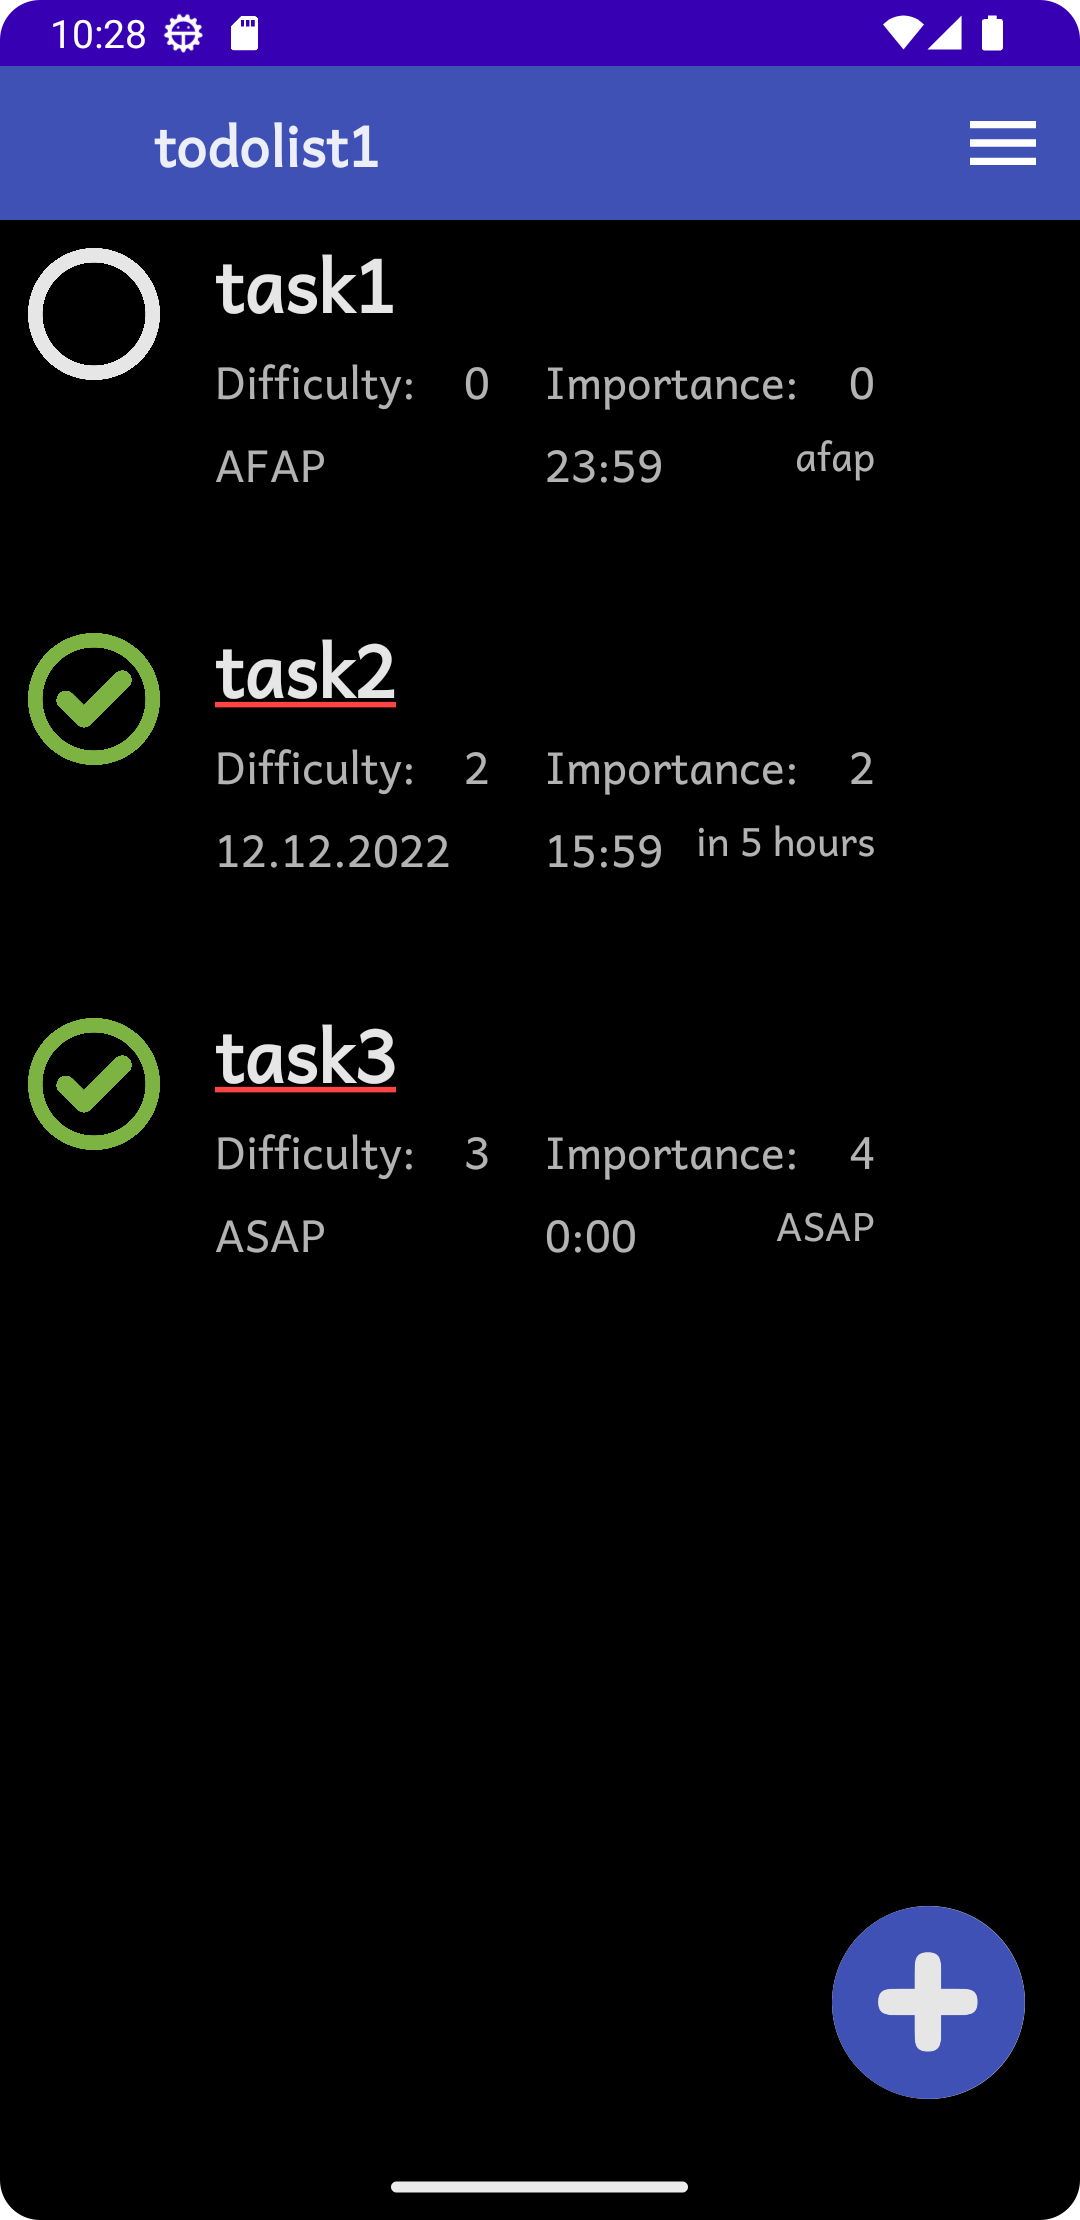 10:28
todolist1
task1
Difficulty: 0 Importance: 0
AFAP 23:59 afap
task2
Difficulty: 2 Importance: 2
12.12.2022 15:59 in 5 hours
task3
Difficulty: 3 Importance: 4
ASAP 0:00 ASAP